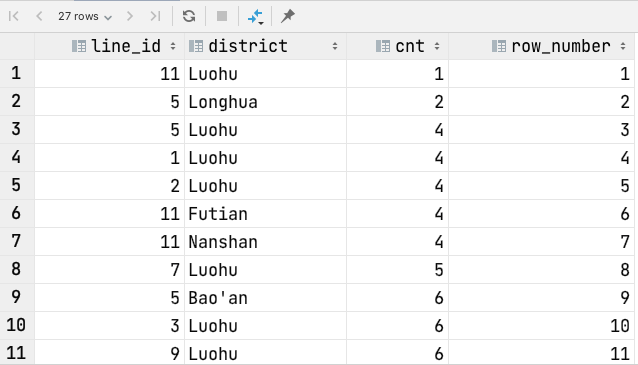 27 rows
line_id district cnt row_number
1 11 Luohu 1 1
2 5 Longhua 2 2
3 5 Luohu 4 3
4 1 Luohu 4 4
5 2 Luohu 4 5
6 11 Futian 4 6
7 11 Nanshan 4 7
8 7 Luohu 5 8
9 5 Bao'an 6 9
10 3 Luohu 6 10
11 9 Luohu 6 11